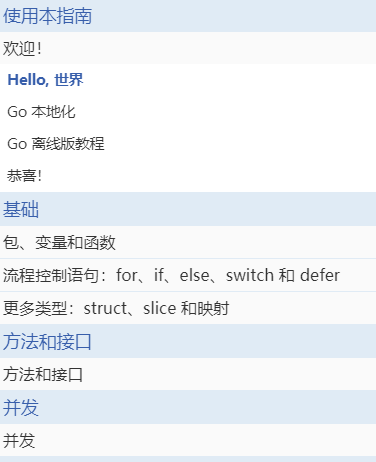 使用本指南
欢迎！
Hello, 世界
Go 本地化
Go 离线版教程
恭喜！
基础
包、变量和函数
流程控制语句：for、if、else、switch 和 defer
更多类型：struct、slice 和映射
方法和接口
方法和接口
并发
并发